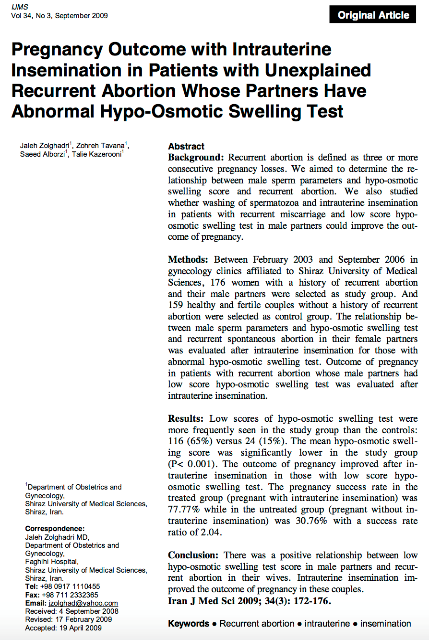 IJMS
Vol 34, No 3, September 2009
Original Article
Pregnancy Outcome with Intrauterine
Insemination in Patients with Unexplained
Recurrent Abortion Whose Partners Have
Abnormal Hypo-Osmotic Swelling Test
Jaleh Zolghadri¹, Zohreh Tavana¹,
Saeed Alborzi¹, Talie Kazerooni¹
Abstract
Background: Recurrent abortion is defined as three or more
consecutive pregnancy losses. We aimed to determine the re-
lationship between male sperm parameters and hypo-osmotic
swelling score and recurrent abortion. We also studied
whether washing of spermatozoa and intrauterine insemination
in patients with recurrent miscarriage and low score hypo-
osmotic swelling test in male partners could improve the out-
come of pregnancy.
Methods: Between February 2003 and September 2006 in
gynecology clinics affiliated to Shiraz University of Medical
Sciences, 176 women with a history of recurrent abortion
and their male partners were selected as study group. And
159 healthy and fertile couples without a history of recurrent
abortion were selected as control group. The relationship be-
tween male sperm parameters and hypo-osmotic swelling test
and recurrent spontaneous abortion in their female partners
was evaluated after intrauterine insemination for those with
abnormal hypo-osmotic swelling test. Outcome of pregnancy
in patients with recurrent abortion whose male partners had
low score hypo-osmotic swelling test was evaluated after
intrauterine insemination.
Results: Low scores of hypo-osmotic swelling test were
more frequently seen in the study group than the controls:
116 (65%) versus 24 (15%). The mean hypo-osmotic swell-
ing score was significantly lower in the study group
(P< 0.001). The outcome of pregnancy improved after in-
trauterine insemination in those with low score hypo-
osmotic swelling test. The pregnancy success rate in the
treated group (pregnant with intrauterine insemination) was
77.77% while in the untreated group (pregnant without in-
trauterine insemination) was 30.76% with a success rate
ratio of 2.04.
Conclusion: There was a positive relationship between low
hypo-osmotic swelling test score in male partners and recur-
rent abortion in their wives. Intrauterine insemination im-
proved the outcome of pregnancy in these couples.
Iran J Med Sci 2009; 34(3): 172-176.
Keywords ● Recurrent abortion ● intrauterine ● insemination
¹Department of Obstetrics and
Gynecology,
Shiraz University of Medical Sciences,
Shiraz, Iran.
Correspondence:
Jaleh Zolghadri MD,
Department of Obstetrics and
Gynecology,
Faghihi Hospital,
Shiraz University of Medical Sciences,
Shiraz, Iran.
Tel: +98 0917 1110455
Fax: +98 711 2332365
Email: jzolghad@yahoo.com
Received: 4 September 2008
Revised: 17 February 2009
Accepted: 19 April 2009